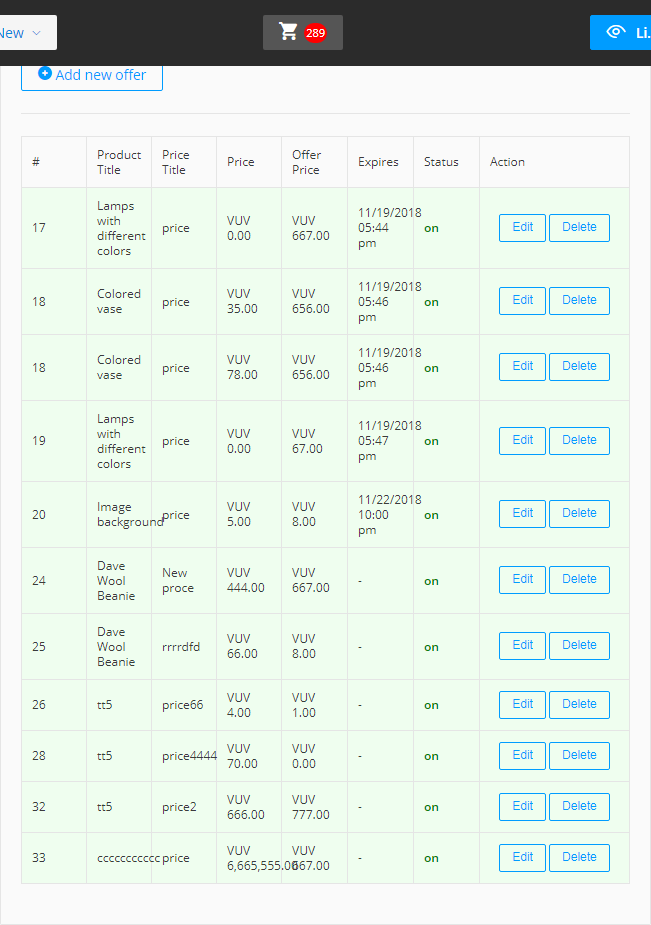 New
289
Li.
Add new offer
# Product Title Price Title Price Offer Price Expires Status Action
17 Lamps with different colors price VUV 0.00 VUV 667.00 11/19/2018 05:44 pm on Edit Delete
18 Colored vase price VUV 35.00 VUV 656.00 11/19/2018 05:46 pm on Edit Delete
18 Colored vase price VUV 78.00 VUV 656.00 11/19/2018 05:46 pm on Edit Delete
19 Lamps with different colors price VUV 0.00 VUV 67.00 11/19/2018 05:47 pm on Edit Delete
20 Image background price VUV 5.00 VUV 8.00 11/22/2018 10:00 pm on Edit Delete
24 Dave Wool Beanie New proce VUV 444.00 VUV 667.00 - on Edit Delete
25 Dave Wool Beanie rrrrdfd VUV 66.00 VUV 8.00 - on Edit Delete
26 tt5 price66 VUV 4.00 VUV 1.00 - on Edit Delete
28 tt5 price4444 VUV 70.00 VUV 0.00 - on Edit Delete
32 tt5 price2 VUV 666.00 VUV 777.00 - on Edit Delete
33 ccccccccccc price VUV 6,665,555.00 VUV 667.00 - on Edit Delete